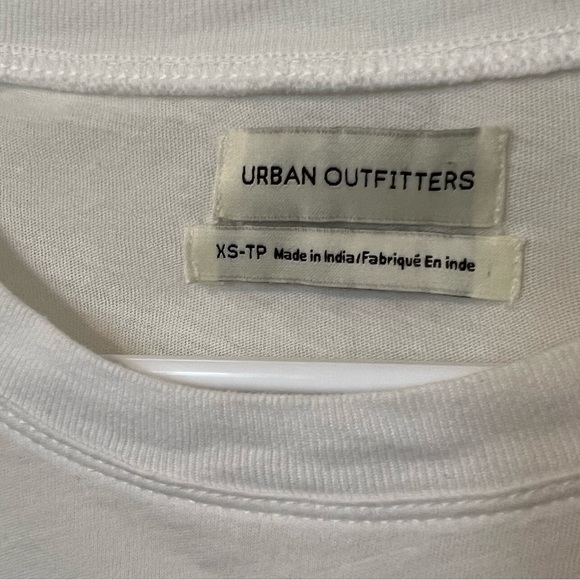 URBAN OUTFITTERS
XS-TP Made in India/Fabriqué En inde